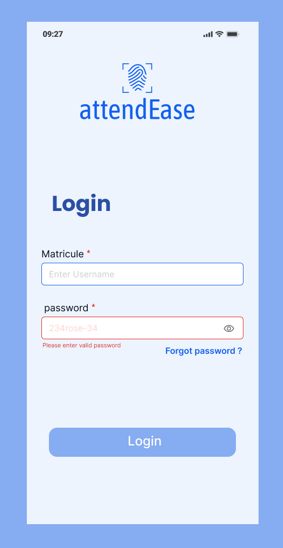 09:27
attendEase
Login
Matricule *
Enter Username
password *
234rose-34
Please enter valid password
Forgot password ?
Login